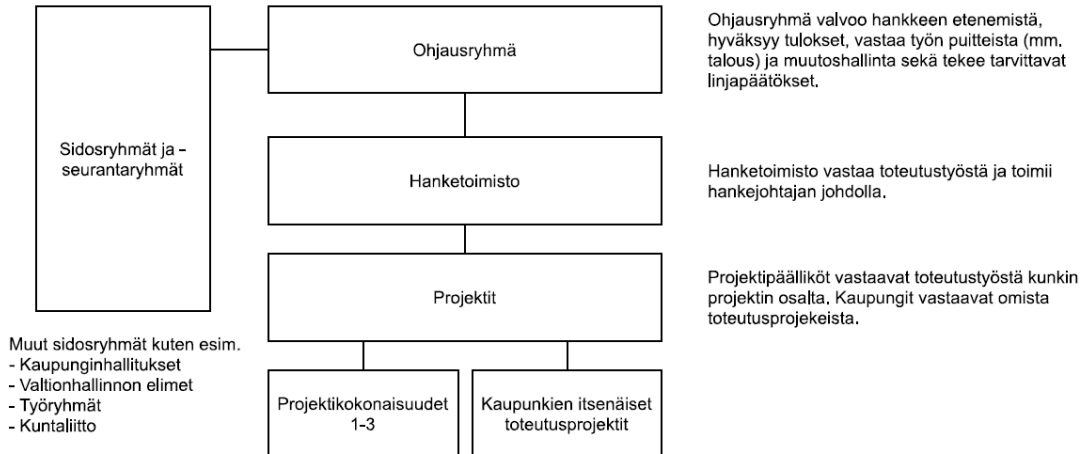 Ohjausryhmä
Ohjausryhmä valvoo hankkeen etenemistä,
hyväksyy tulokset, vastaa työn puitteista (mm.
talous) ja muutoshallinta sekä tekee tarvittavat
linjapäätökset.
Sidosryhmät ja –
seurantaryhmät
Hanketoimisto
Hanketoimisto vastaa toteutustyöstä ja toimii
hankejohtajan johdolla.
Projektit
Projektipäälliköt vastaavat toteutustyöstä kunkin
projektin osalta. Kaupungit vastaavat omista
toteutusprojekeista.
Muut sidosryhmät kuten esim.
- Kaupunginhallitukset
- Valtionhallinnon elimet
- Työryhmät
- Kuntaliitto
Projektikokonaisuudet
1-3
Kaupunkien itsenäiset
toteutusprojektit